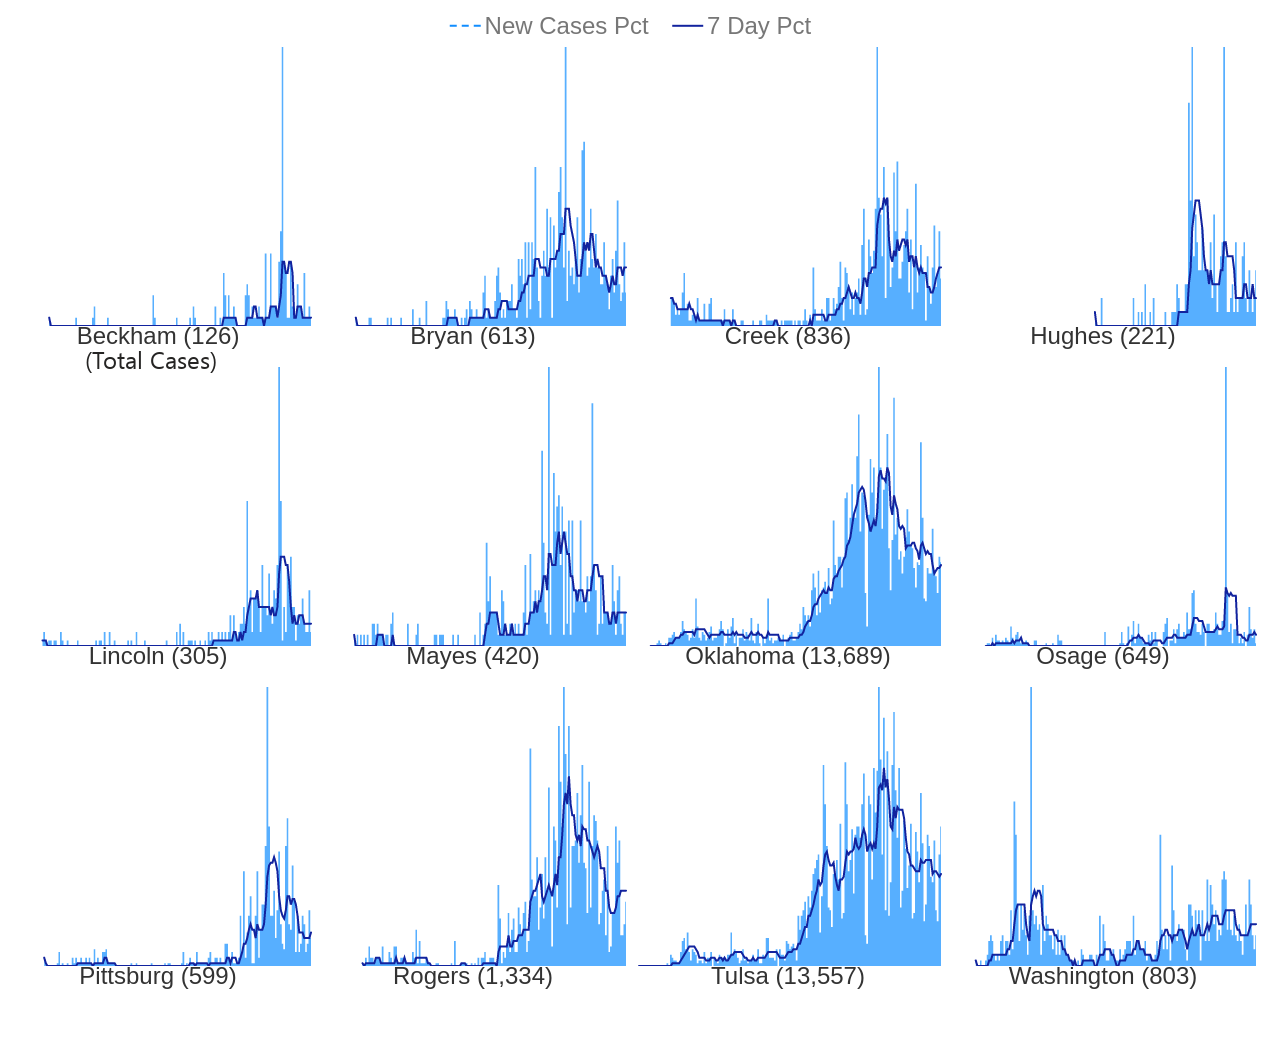 New Cases Pct 7 Day Pct
Beckham (126) Bryan (613) Creek (836) Hughes (221)
(Total Cases)
Lincoln (305) Mayes (420) Oklahoma (13,689) Osage (649)
Pittsburg (599) Rogers (1,334) Tulsa (13,557) Washington (803)